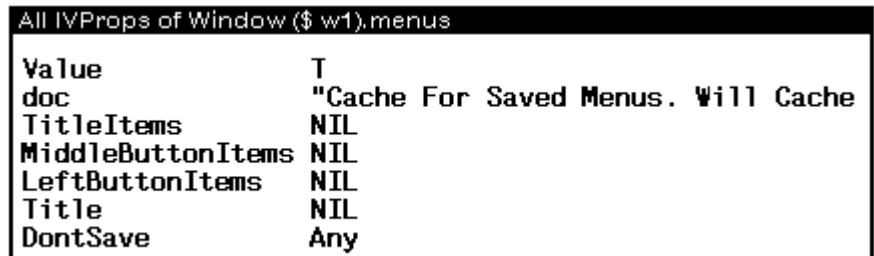 All IVProps of Window ($ w1).menus
Value T
doc "Cache For Saved Menus. Will Cache
TitleItems NIL
MiddleButtonItems NIL
LeftButtonItems NIL
Title NIL
DontSave Any